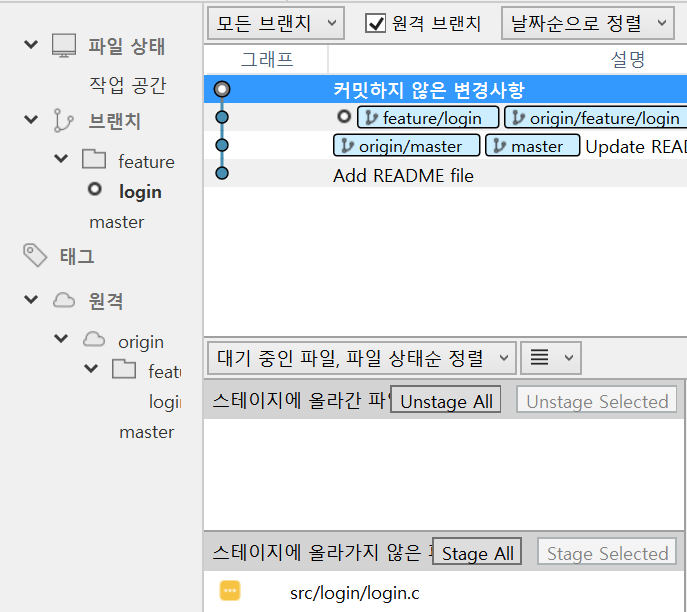 파일 상태
작업 공간
브랜치
feature
login
master
태그
원격
origin
featu
login
master
모든 브랜치
원격 브랜치
날짜순으로 정렬
그래프
설명
커밋하지 않은 변경사항
feature/login
origin/feature/login
origin/master
master
Update READ
Add README file
대기 중인 파일, 파일 상태순 정렬
스테이지에 올라간 파
Unstage All
Unstage Selected
스테이지에 올라가지 않은
Stage All
Stage Selected
src/login/login.c